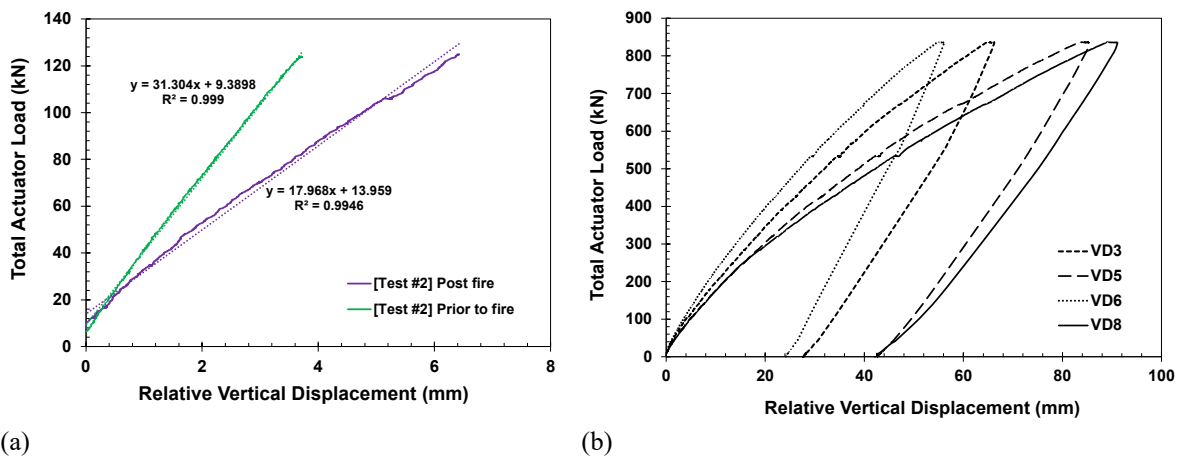 140
120
100
80
60
40
20
0
Total Actuator Load (kN)
y = 31.304x + 9.3898
R² = 0.999
y = 17.968x + 13.959
R² = 0.9946
[Test #2] Post fire
[Test #2] Prior to fire
0 2 4 6 8
Relative Vertical Displacement (mm)
(a)
900
800
700
600
500
400
300
200
100
0
Total Actuator Load (kN)
VD3
VD5
VD6
VD8
0 20 40 60 80 100
Relative Vertical Displacement (mm)
(b)